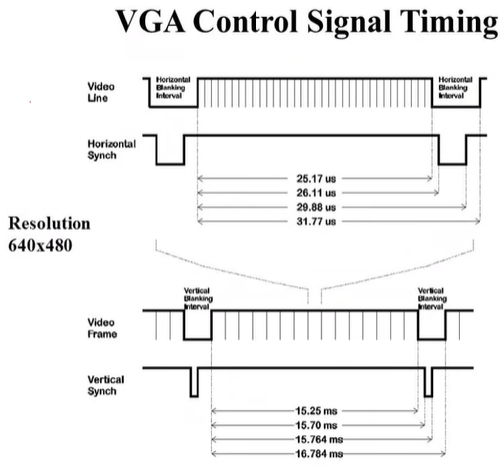 VGA Control Signal Timing
Horizontal
Blanking
Interval
Horizontal
Blanking
Interval
Video
Line
Horizontal
Synch
25.17 us
26.11 us
29.88 us
31.77 us
Resolution
640x480
Vertical
Blanking
Interval
Vertical
Blanking
Interval
Video
Frame
Vertical
Synch
15.25 ms
15.70 ms
15.764 ms
16.784 ms